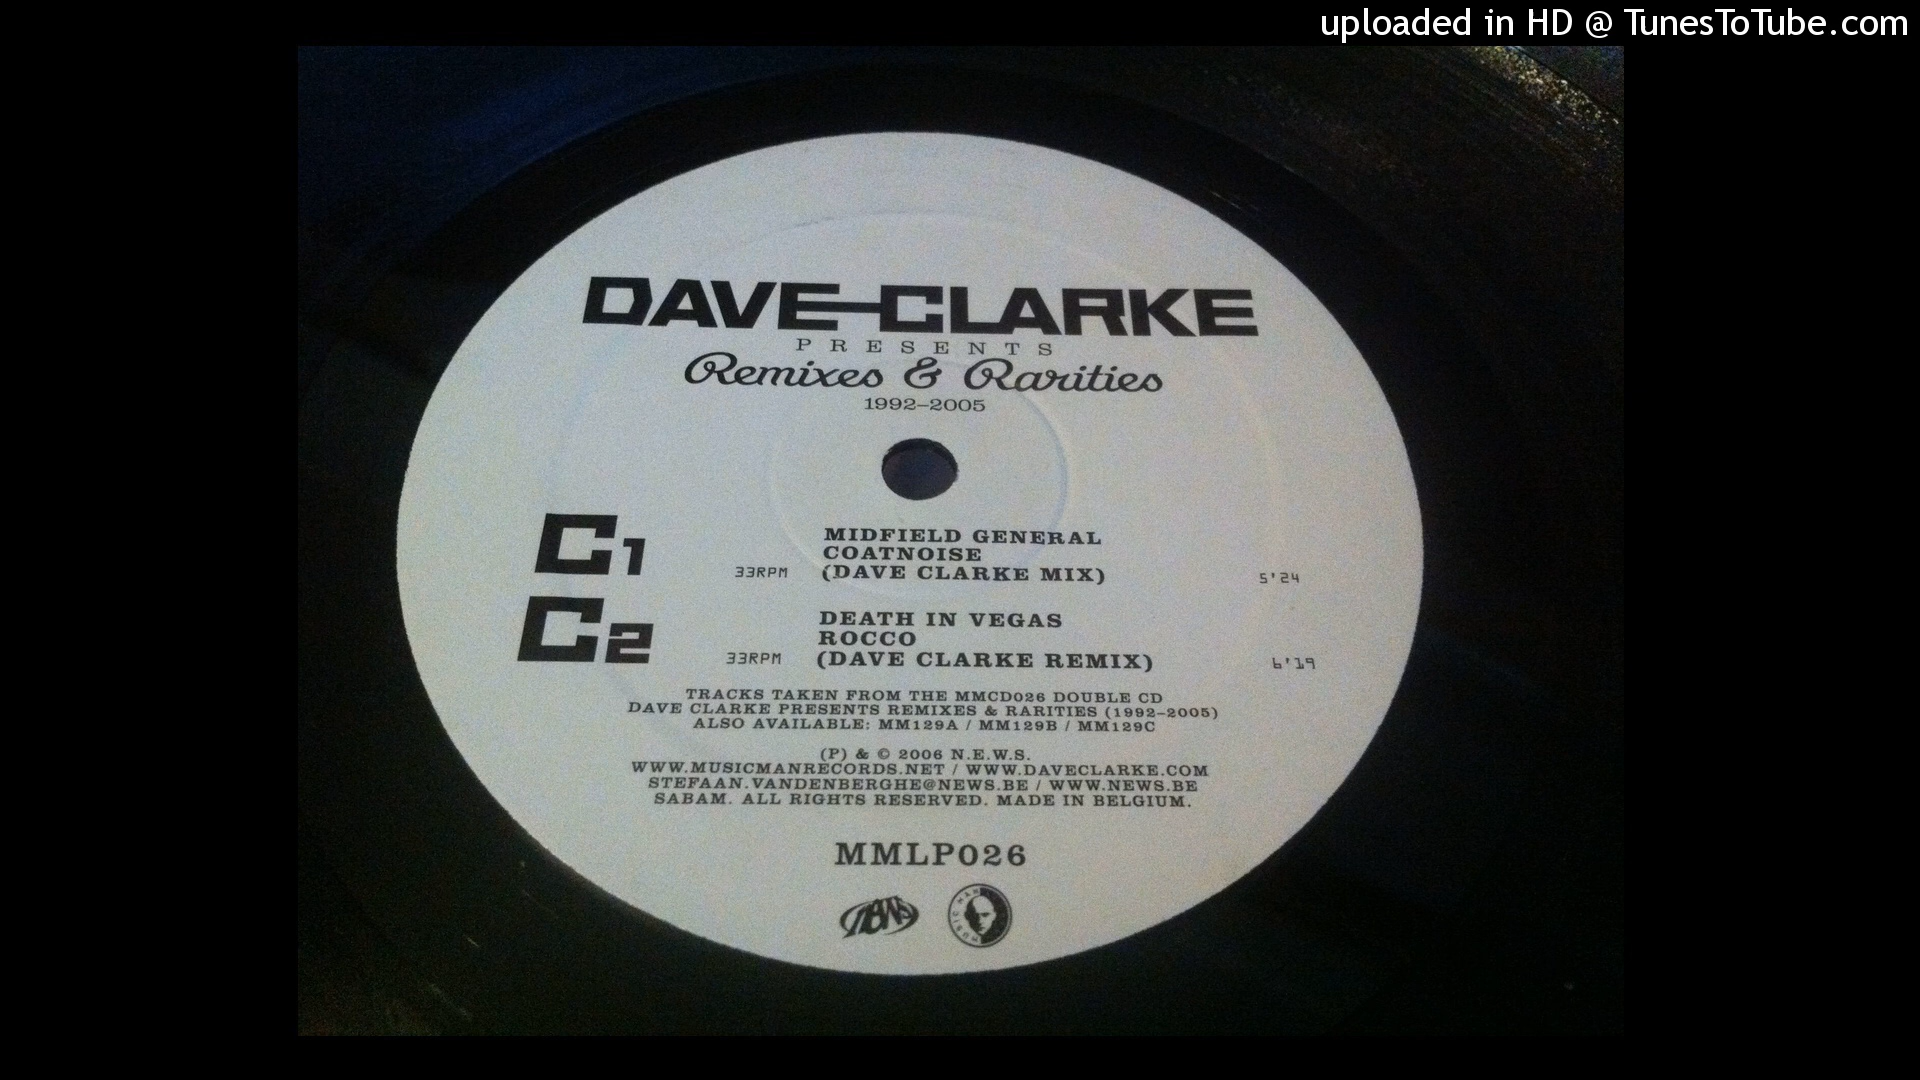 uploaded in HD @ TunesToTube.com
DAVE CLARKE
PRESENTS
Remixes & Rarities
1992–2005
C1
MIDFIELD GENERAL
COATNOISE
33RPM (DAVE CLARKE MIX) 5'24
C2
DEATH IN VEGAS
ROCCO
33RPM (DAVE CLARKE REMIX) 6'19
TRACKS TAKEN FROM THE MMCD026 DOUBLE CD
DAVE CLARKE PRESENTS REMIXES & RARITIES (1992–2005)
ALSO AVAILABLE: MM129A / MM129B / MM129C
(P) & © 2006 N.E.W.S.
WWW.MUSICMANRECORDS.NET / WWW.DAVECLARKE.COM
STEFAAN.VANDENBERGHE@NEWS.BE / WWW.NEWS.BE
SABAM. ALL RIGHTS RESERVED. MADE IN BELGIUM.
MMLP026
NEWS
MUSIC MAN